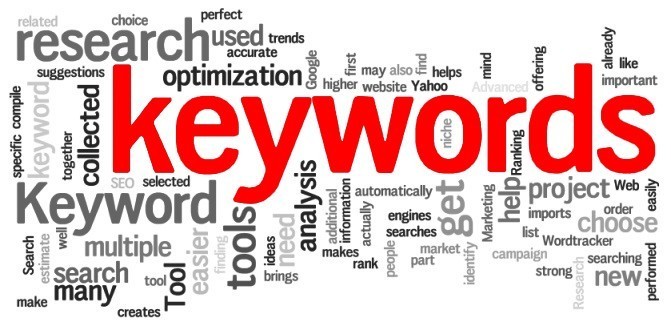 related
choice
perfect
research
used
trends
accurate
suggestions
optimization
Google
first
higher
may
also
find
website
Yahoo
helps
mind
Advanced
offering
already
like
important
specific
compile
keyword
together
collected
keywords
niche
SEO
selected
Keyword
tools
need
analysis
additional
information
automatically
actually
engines
searches
get
Marketing
help
Ranking
project
Web
imports
order
easily
choose
list
Wordtracker
Search
estimate
well
multiple
easier
finding
ideas
brings
makes
rank
people
market
part
identify
campaign
strong
Research
searching
new
performed
search
many
tool
Tool
make
creates